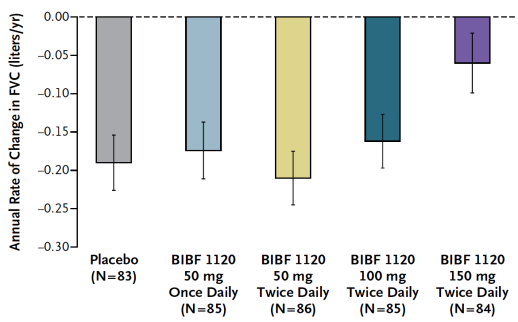 Annual Rate of Change in FVC (liters/yr)
0.00
−0.05
−0.10
−0.15
−0.20
−0.25
−0.30
Placebo
(N=83)
BIBF 1120
50 mg
Once Daily
(N=85)
BIBF 1120
50 mg
Twice Daily
(N=86)
BIBF 1120
100 mg
Twice Daily
(N=85)
BIBF 1120
150 mg
Twice Daily
(N=84)